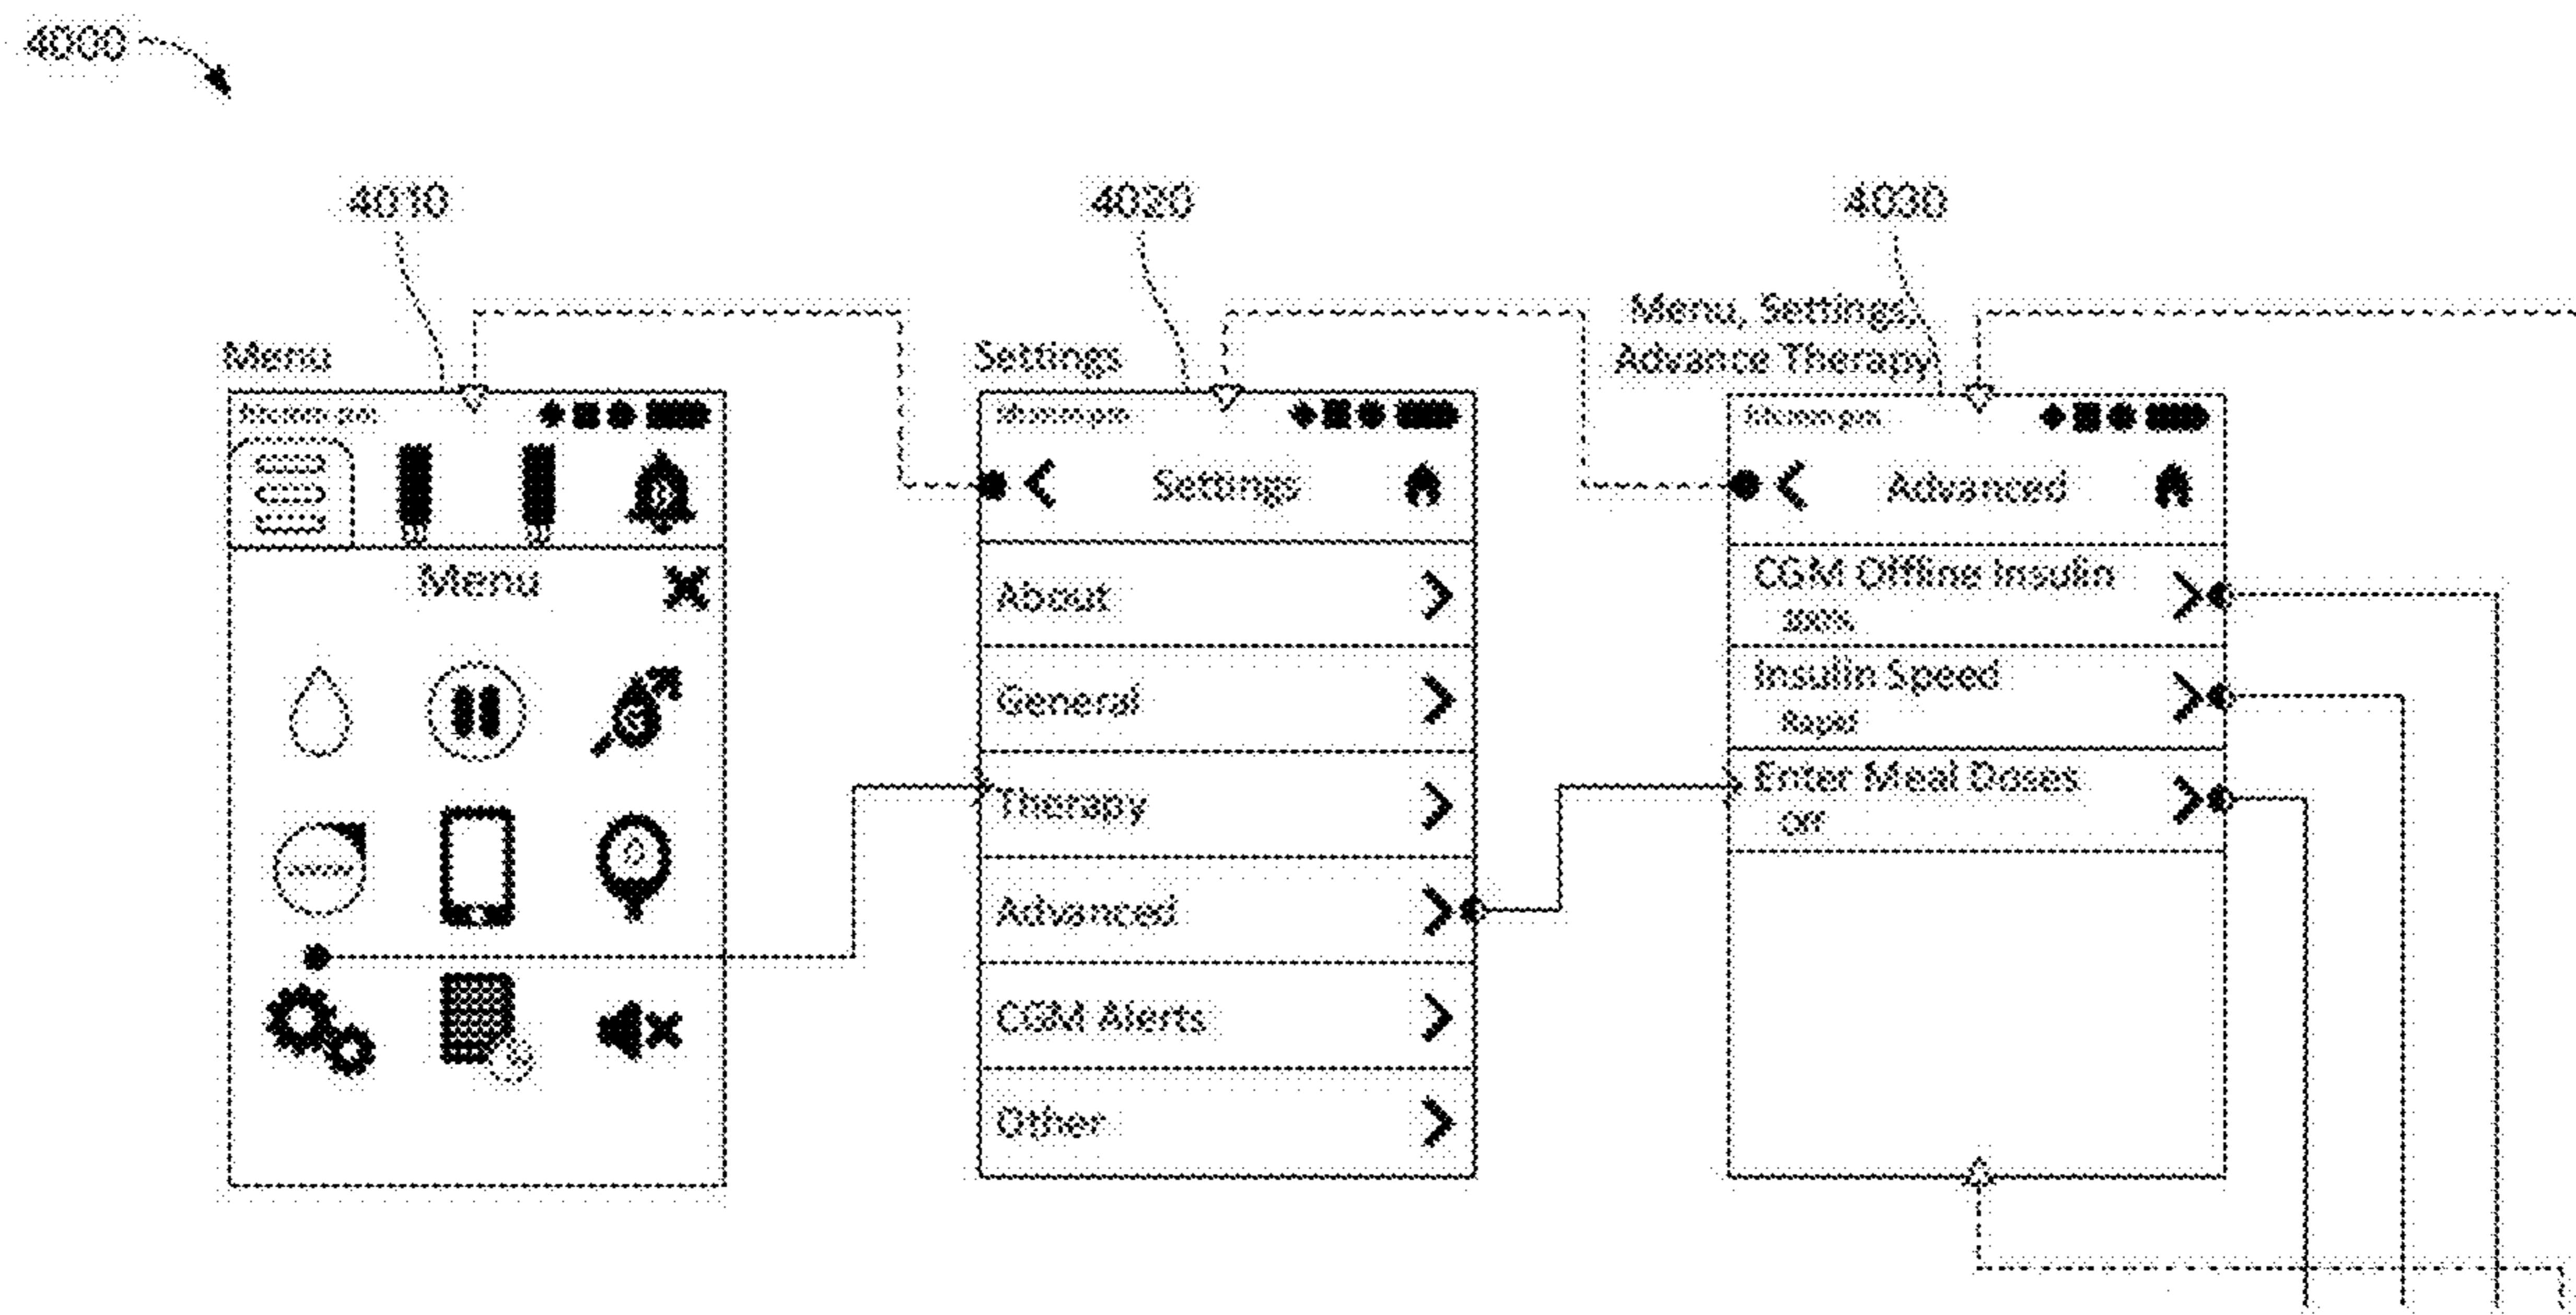 4000
4010
4020
4030
Menu
Settings
Menu, Settings,
Advance Therapy
Menu
Settings
About
General
Therapy
Advanced
CGM Alerts
Other
Advanced
CGM Offline Insulin
Insulin Speed
Rapid
Enter Meal Doses
Off